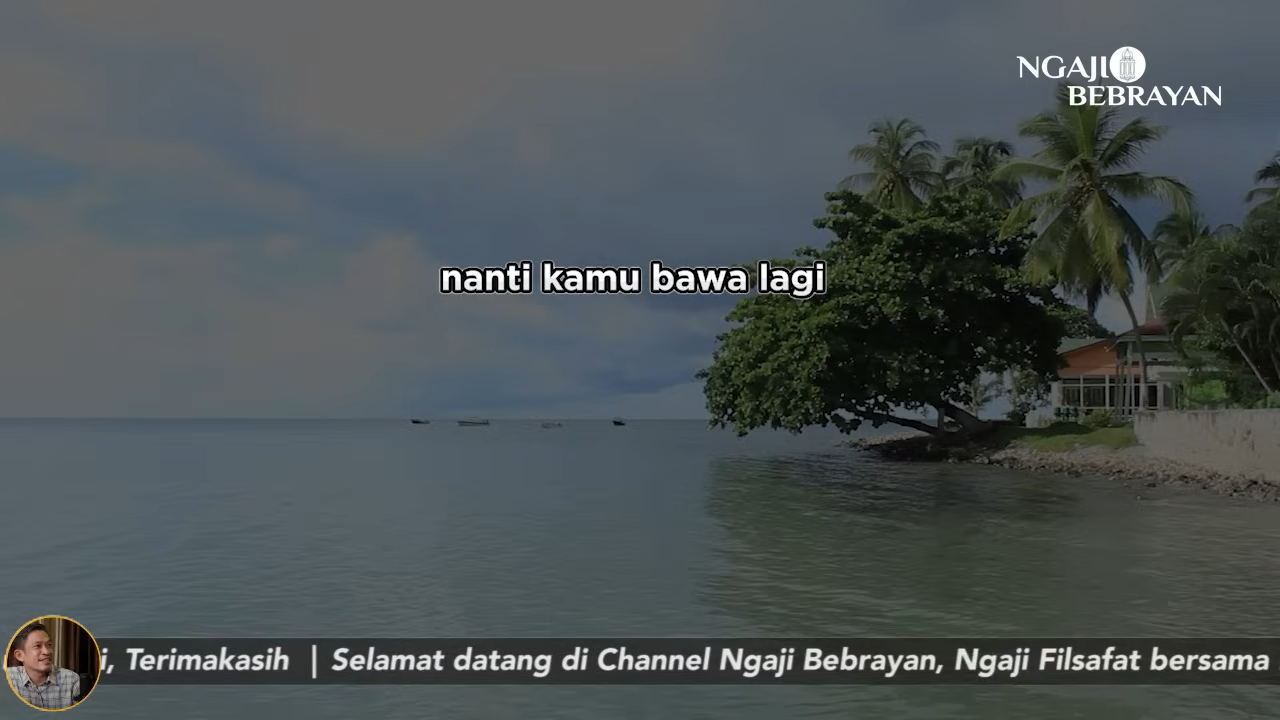 NGAJI
BEBRAYAN
nanti kamu bawa lagi
i, Terimakasih | Selamat datang di Channel Ngaji Bebrayan, Ngaji Filsafat bersama